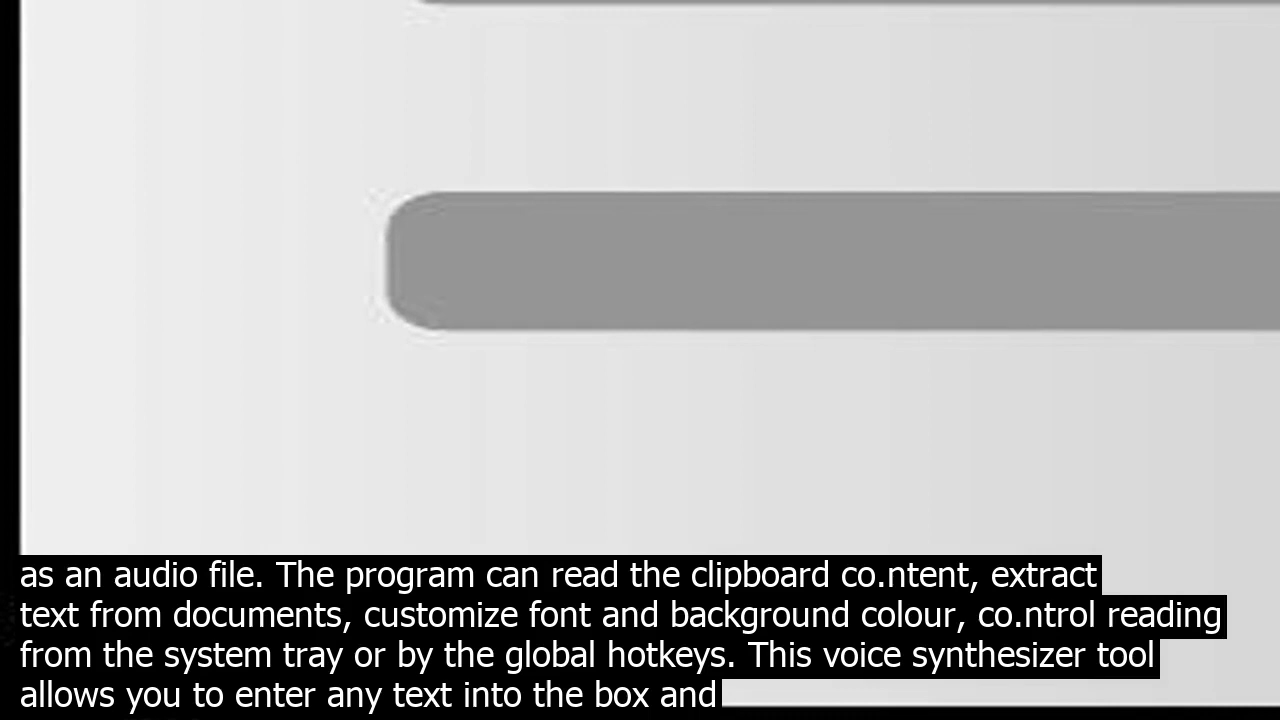 as an audio file. The program can read the clipboard co.ntent, extract
text from documents, customize font and background colour, co.ntrol reading
from the system tray or by the global hotkeys. This voice synthesizer tool
allows you to enter any text into the box and